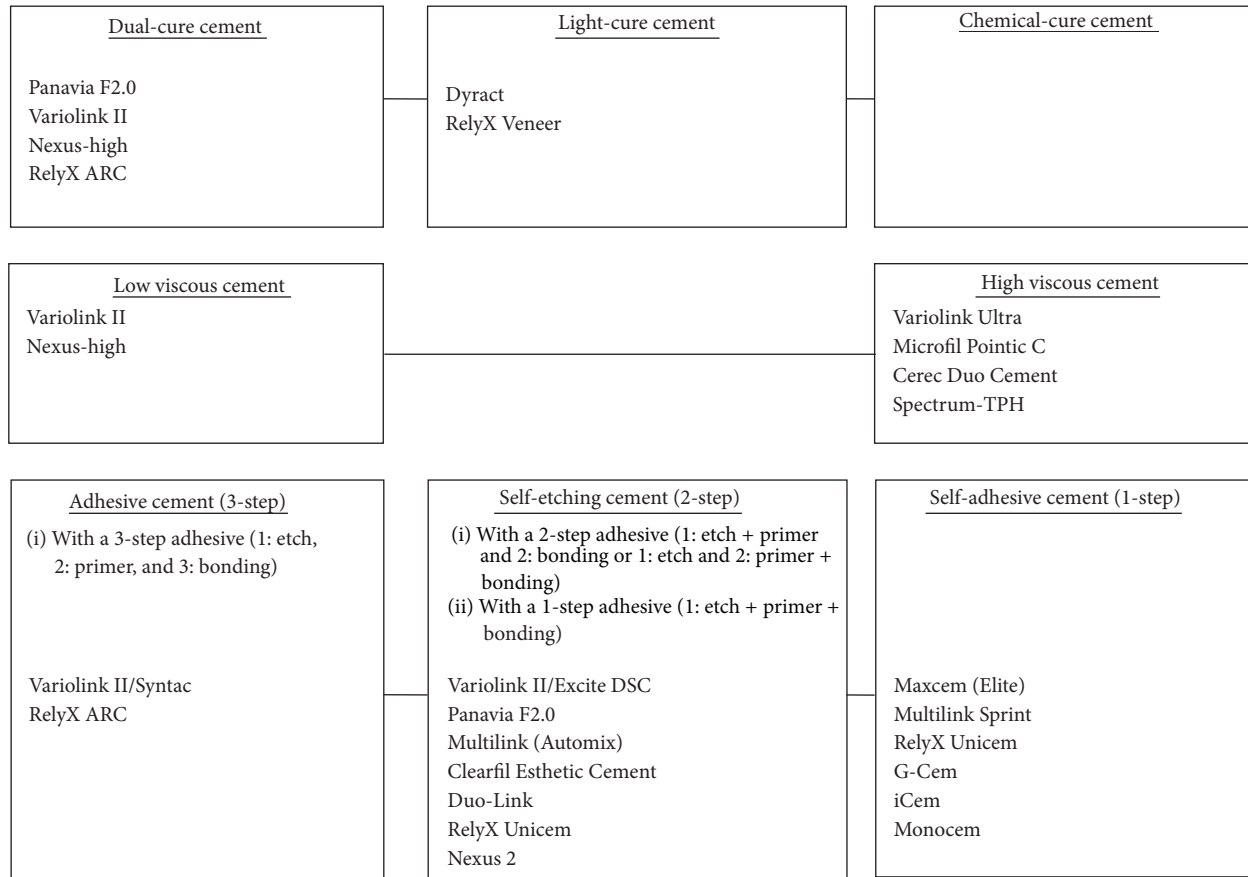 Dual-cure cement
Panavia F2.0
Variolink II
Nexus-high
RelyX ARC
Light-cure cement
Dyract
RelyX Veneer
Chemical-cure cement
Low viscous cement
Variolink II
Nexus-high
High viscous cement
Variolink Ultra
Microfil Pointic C
Cerec Duo Cement
Spectrum-TPH
Adhesive cement (3-step)
(i) With a 3-step adhesive (1: etch,
2: primer, and 3: bonding)
Variolink II/Syntac
RelyX ARC
Self-etching cement (2-step)
(i) With a 2-step adhesive (1: etch + primer
and 2: bonding or 1: etch and 2: primer +
bonding)
(ii) With a 1-step adhesive (1: etch + primer +
bonding)
Variolink II/Excite DSC
Panavia F2.0
Multilink (Automix)
Clearfil Esthetic Cement
Duo-Link
RelyX Unicem
Nexus 2
Self-adhesive cement (1-step)
Maxcem (Elite)
Multilink Sprint
RelyX Unicem
G-Cem
iCem
Monocem